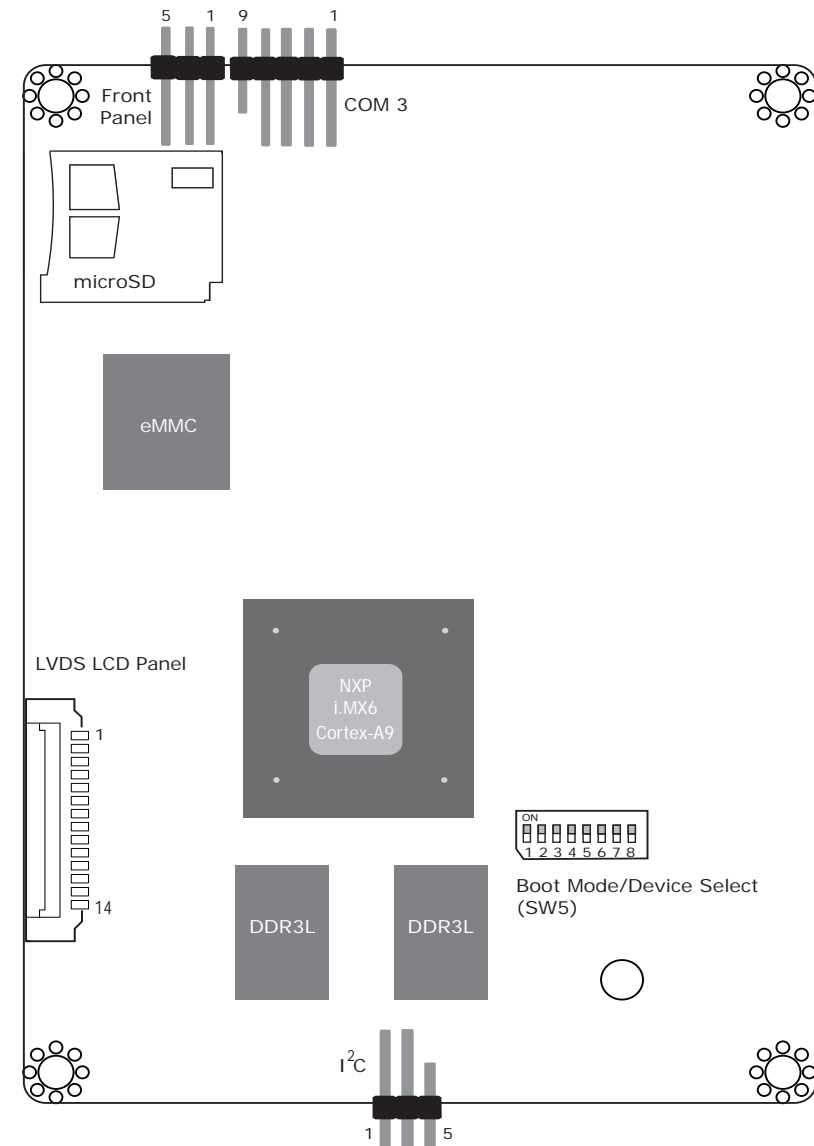 5 1 9 1
Front
Panel
COM 3
microSD
eMMC
LVDS LCD Panel
NXP
i.MX6
Cortex-A9
1
ON
1 2 3 4 5 6 7 8
Boot Mode/Device Select
(SW5)
14
DDR3L DDR3L
I²C
1 5